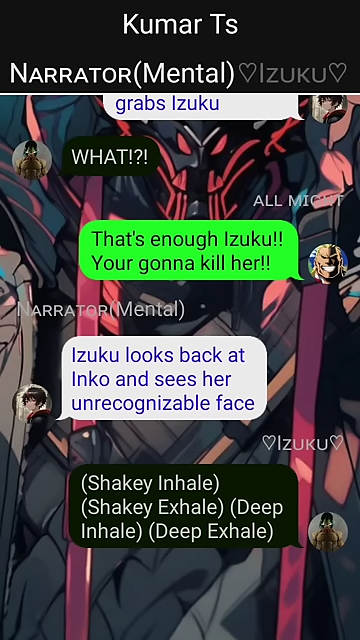 Kumar Ts
Narrator(Mental)♡Izuku♡
grabs Izuku
WHAT!?!
All Might
That's enough Izuku!!
Your gonna kill her!!
Narrator(Mental)
Izuku looks back at
Inko and sees her
unrecognizable face
♡Izuku♡
(Shakey Inhale)
(Shakey Exhale) (Deep
Inhale) (Deep Exhale)